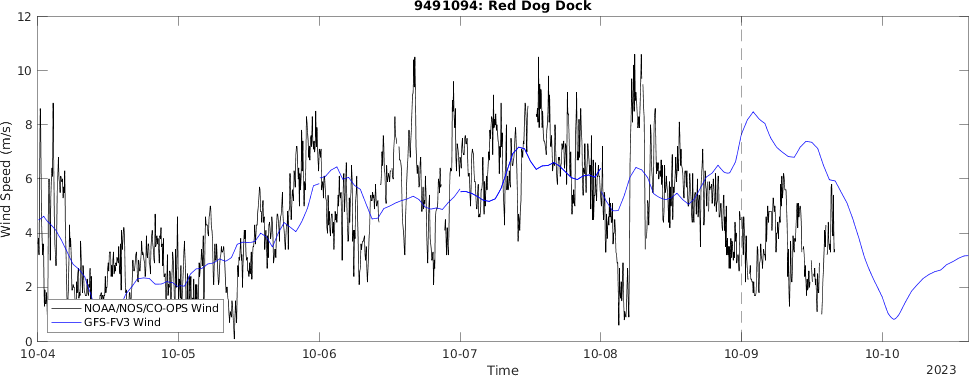 9491094: Red Dog Dock
Wind Speed (m/s)
12
10
8
6
4
2
0
NOAA/NOS/CO-OPS Wind
GFS-FV3 Wind
10-04 10-05 10-06 10-07 10-08 10-09 10-10
Time
2023